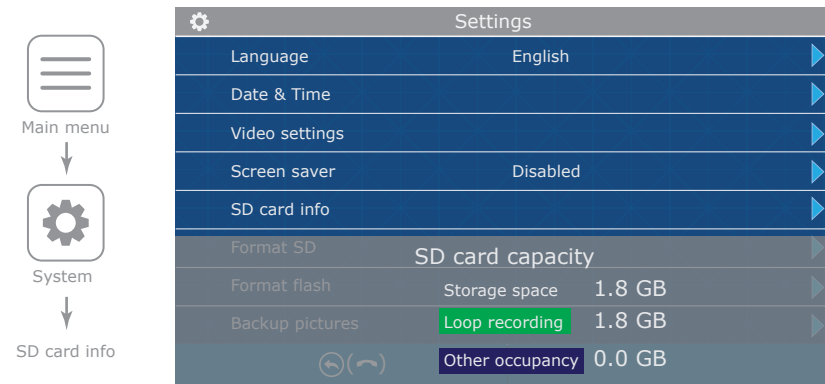 Main menu
System
SD card info
Settings
Language English
Date & Time
Video settings
Screen saver Disabled
SD card info
Format SD
Format flash
Backup pictures
SD card capacity
Storage space 1.8 GB
Loop recording 1.8 GB
Other occupancy 0.0 GB